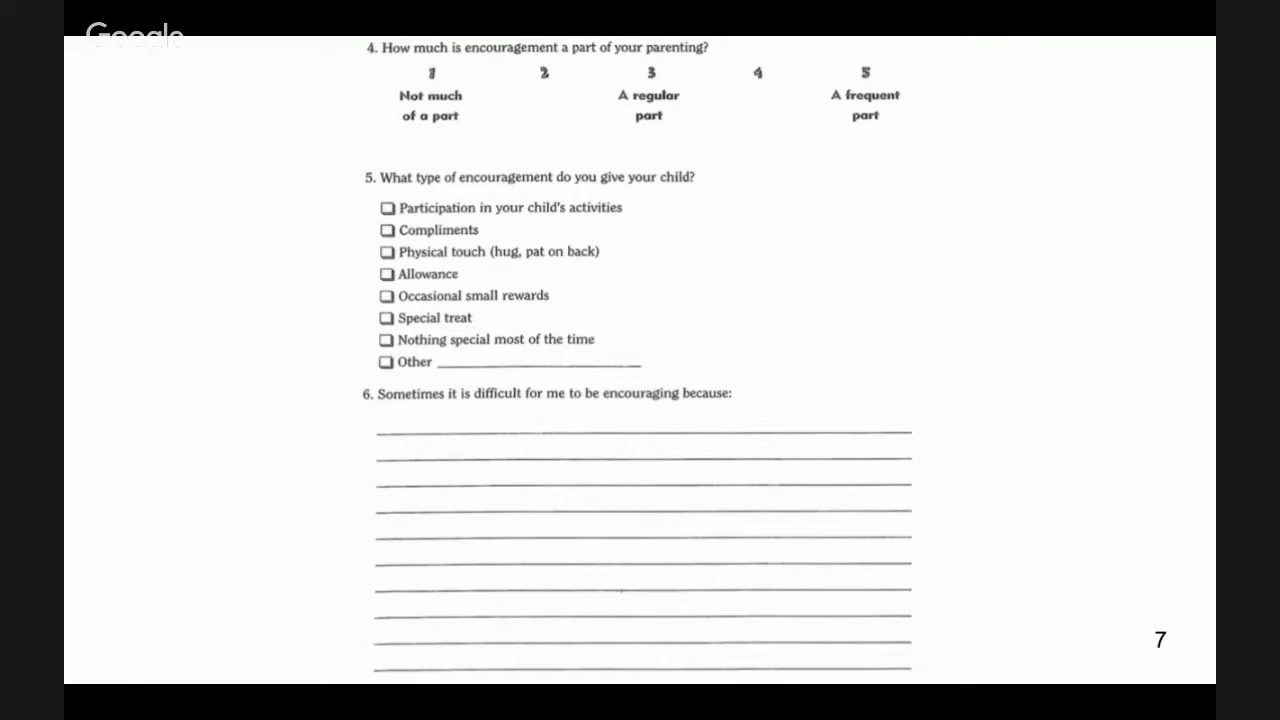 Google
4. How much is encouragement a part of your parenting?
1 2 3 4 5
Not much A regular A frequent
of a part part part
5. What type of encouragement do you give your child?
❏ Participation in your child's activities
❏ Compliments
❏ Physical touch (hug, pat on back)
❏ Allowance
❏ Occasional small rewards
❏ Special treat
❏ Nothing special most of the time
❏ Other ____________________
6. Sometimes it is difficult for me to be encouraging because:
7